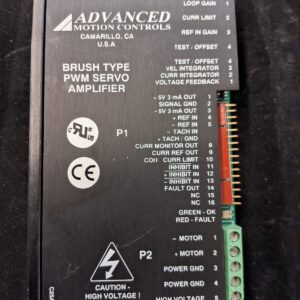 ADVANCED
MOTION CONTROLS
CAMARILLO, CA
U.S.A
BRUSH TYPE
PWM SERVO
AMPLIFIER
LOOP GAIN 1
CURR LIMIT 2
REF IN GAIN 3
TEST / OFFSET 4
TEST / OFFSET 4
VEL INTEGRATOR 3
CURR INTEGRATOR 2
VOLTAGE FEEDBACK 1
P1
+ 5V 3 mA OUT 1
SIGNAL GND 2
- 5V 3 mA OUT 3
+ REF IN 4
- REF IN 5
- TACH IN
+ TACH / GND
CURR MONITOR OUT 8
CURR REF OUT 9
CURR LIMIT 10
INHIBIT IN 11
+ INHIBIT IN 12
- INHIBIT IN 13
FAULT OUT 14
NC 15
NC 16
GREEN - OK
RED - FAULT
UR
CE
P2
- MOTOR 1
+ MOTOR 2
POWER GND 3
POWER GND 4
HIGH VOLTAGE 5
CAUTION -
HIGH VOLTAGE !